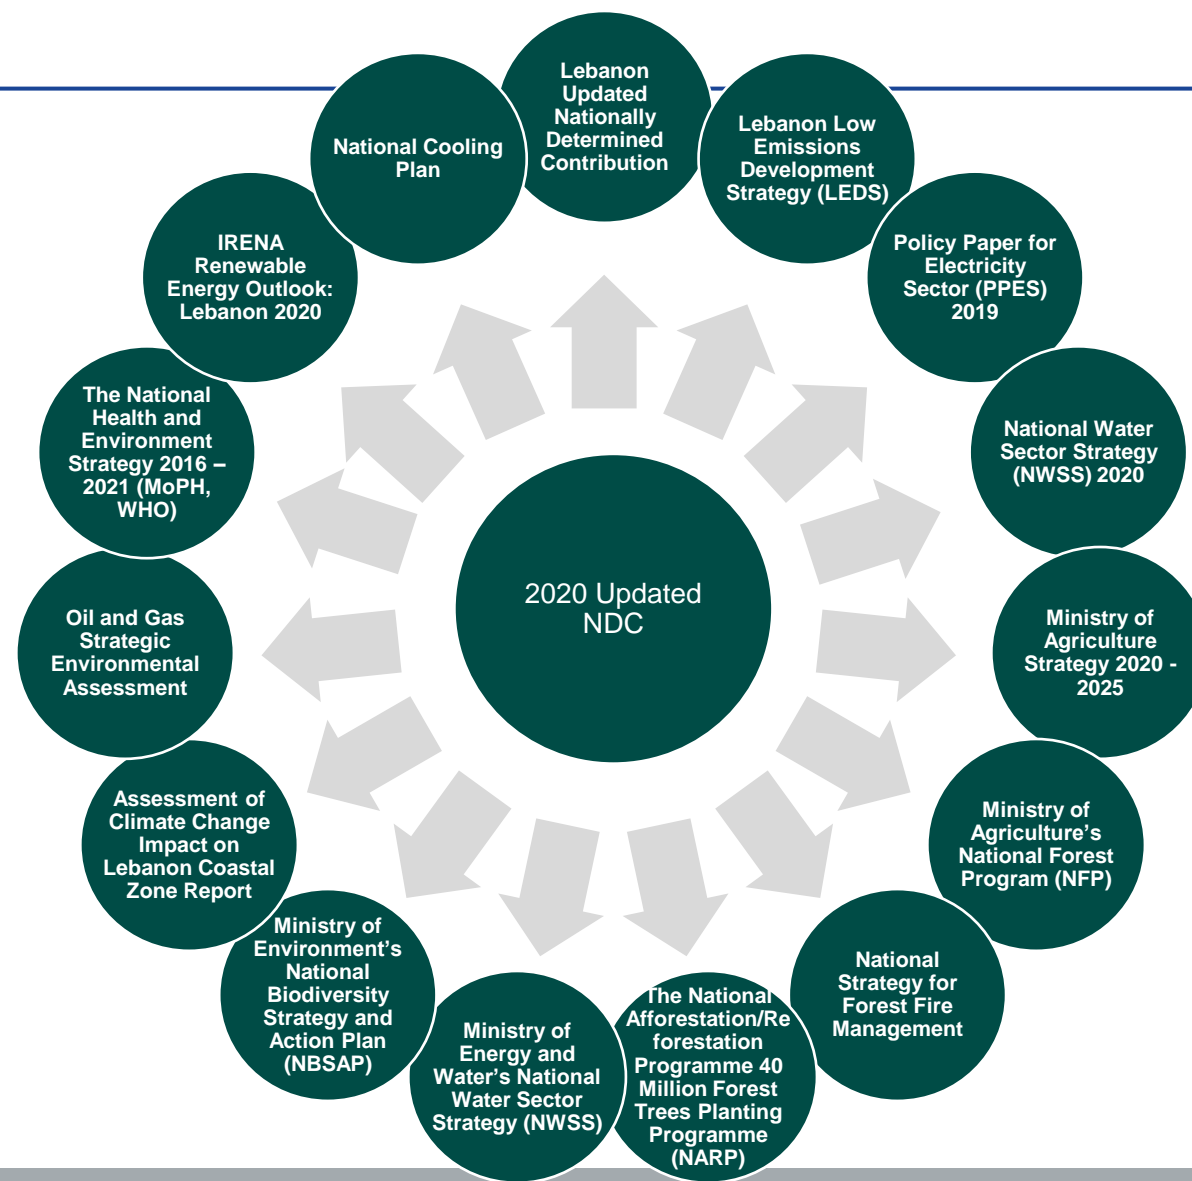 Lebanon
Updated
Nationally
Determined
Contribution
Lebanon Low
Emissions
Development
Strategy (LEDS)
Policy Paper for
Electricity
Sector (PPES)
2019
National Water
Sector Strategy
(NWSS) 2020
Ministry of
Agriculture
Strategy 2020 -
2025
Ministry of
Agriculture’s
National Forest
Program (NFP)
National
Strategy for
Forest Fire
Management
The National
Afforestation/Re
forestation
Programme 40
Million Forest
Trees Planting
Programme
(NARP)
Ministry of
Energy and
Water’s National
Water Sector
Strategy (NWSS)
Ministry of
Environment’s
National
Biodiversity
Strategy and
Action Plan
(NBSAP)
Assessment of
Climate Change
Impact on
Lebanon Coastal
Zone Report
Oil and Gas
Strategic
Environmental
Assessment
The National
Health and
Environment
Strategy 2016 –
2021 (MoPH,
WHO)
IRENA
Renewable
Energy Outlook:
Lebanon 2020
National Cooling
Plan
2020 Updated
NDC